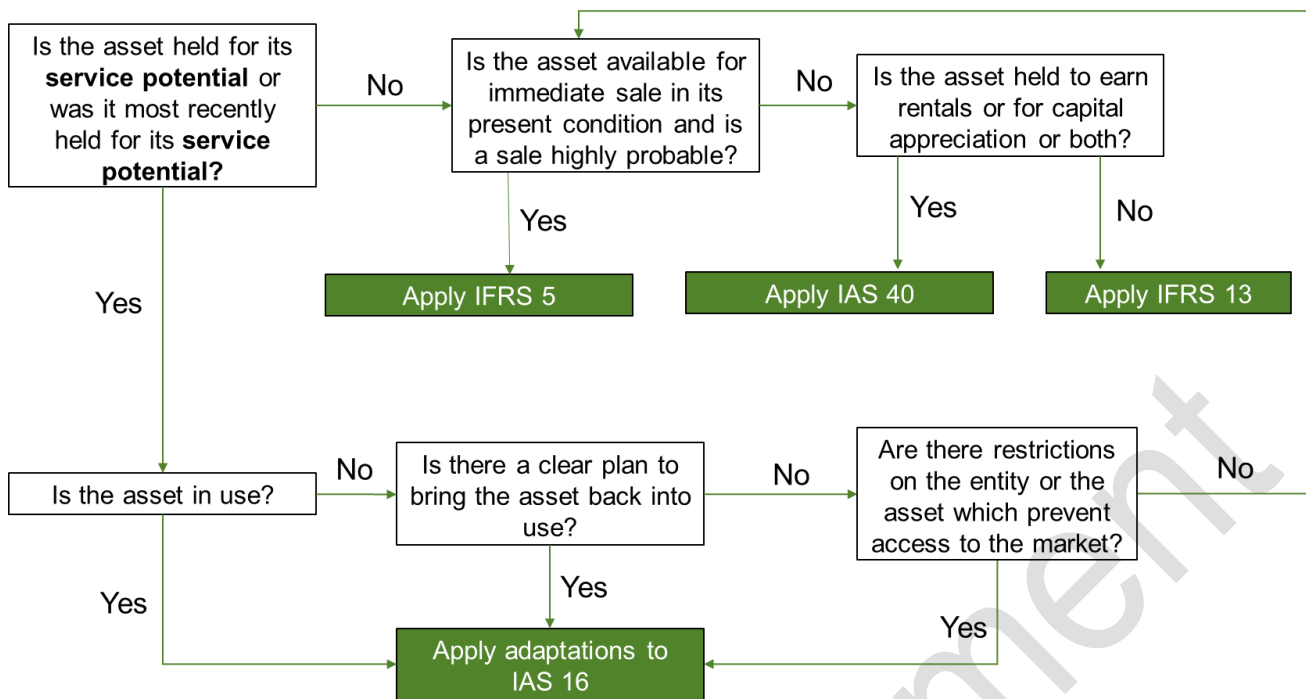 Is the asset held for its
service potential or
was it most recently
held for its service
potential?
No
Is the asset available for
immediate sale in its
present condition and is
a sale highly probable?
No
Is the asset held to earn
rentals or for capital
appreciation or both?
Yes
Yes
No
Yes
Apply IFRS 5
Apply IAS 40
Apply IFRS 13
Is the asset in use?
No
Is there a clear plan to
bring the asset back into
use?
No
Are there restrictions
on the entity or the
asset which prevent
access to the market?
No
Yes
Yes
Yes
Apply adaptations to
IAS 16
ment